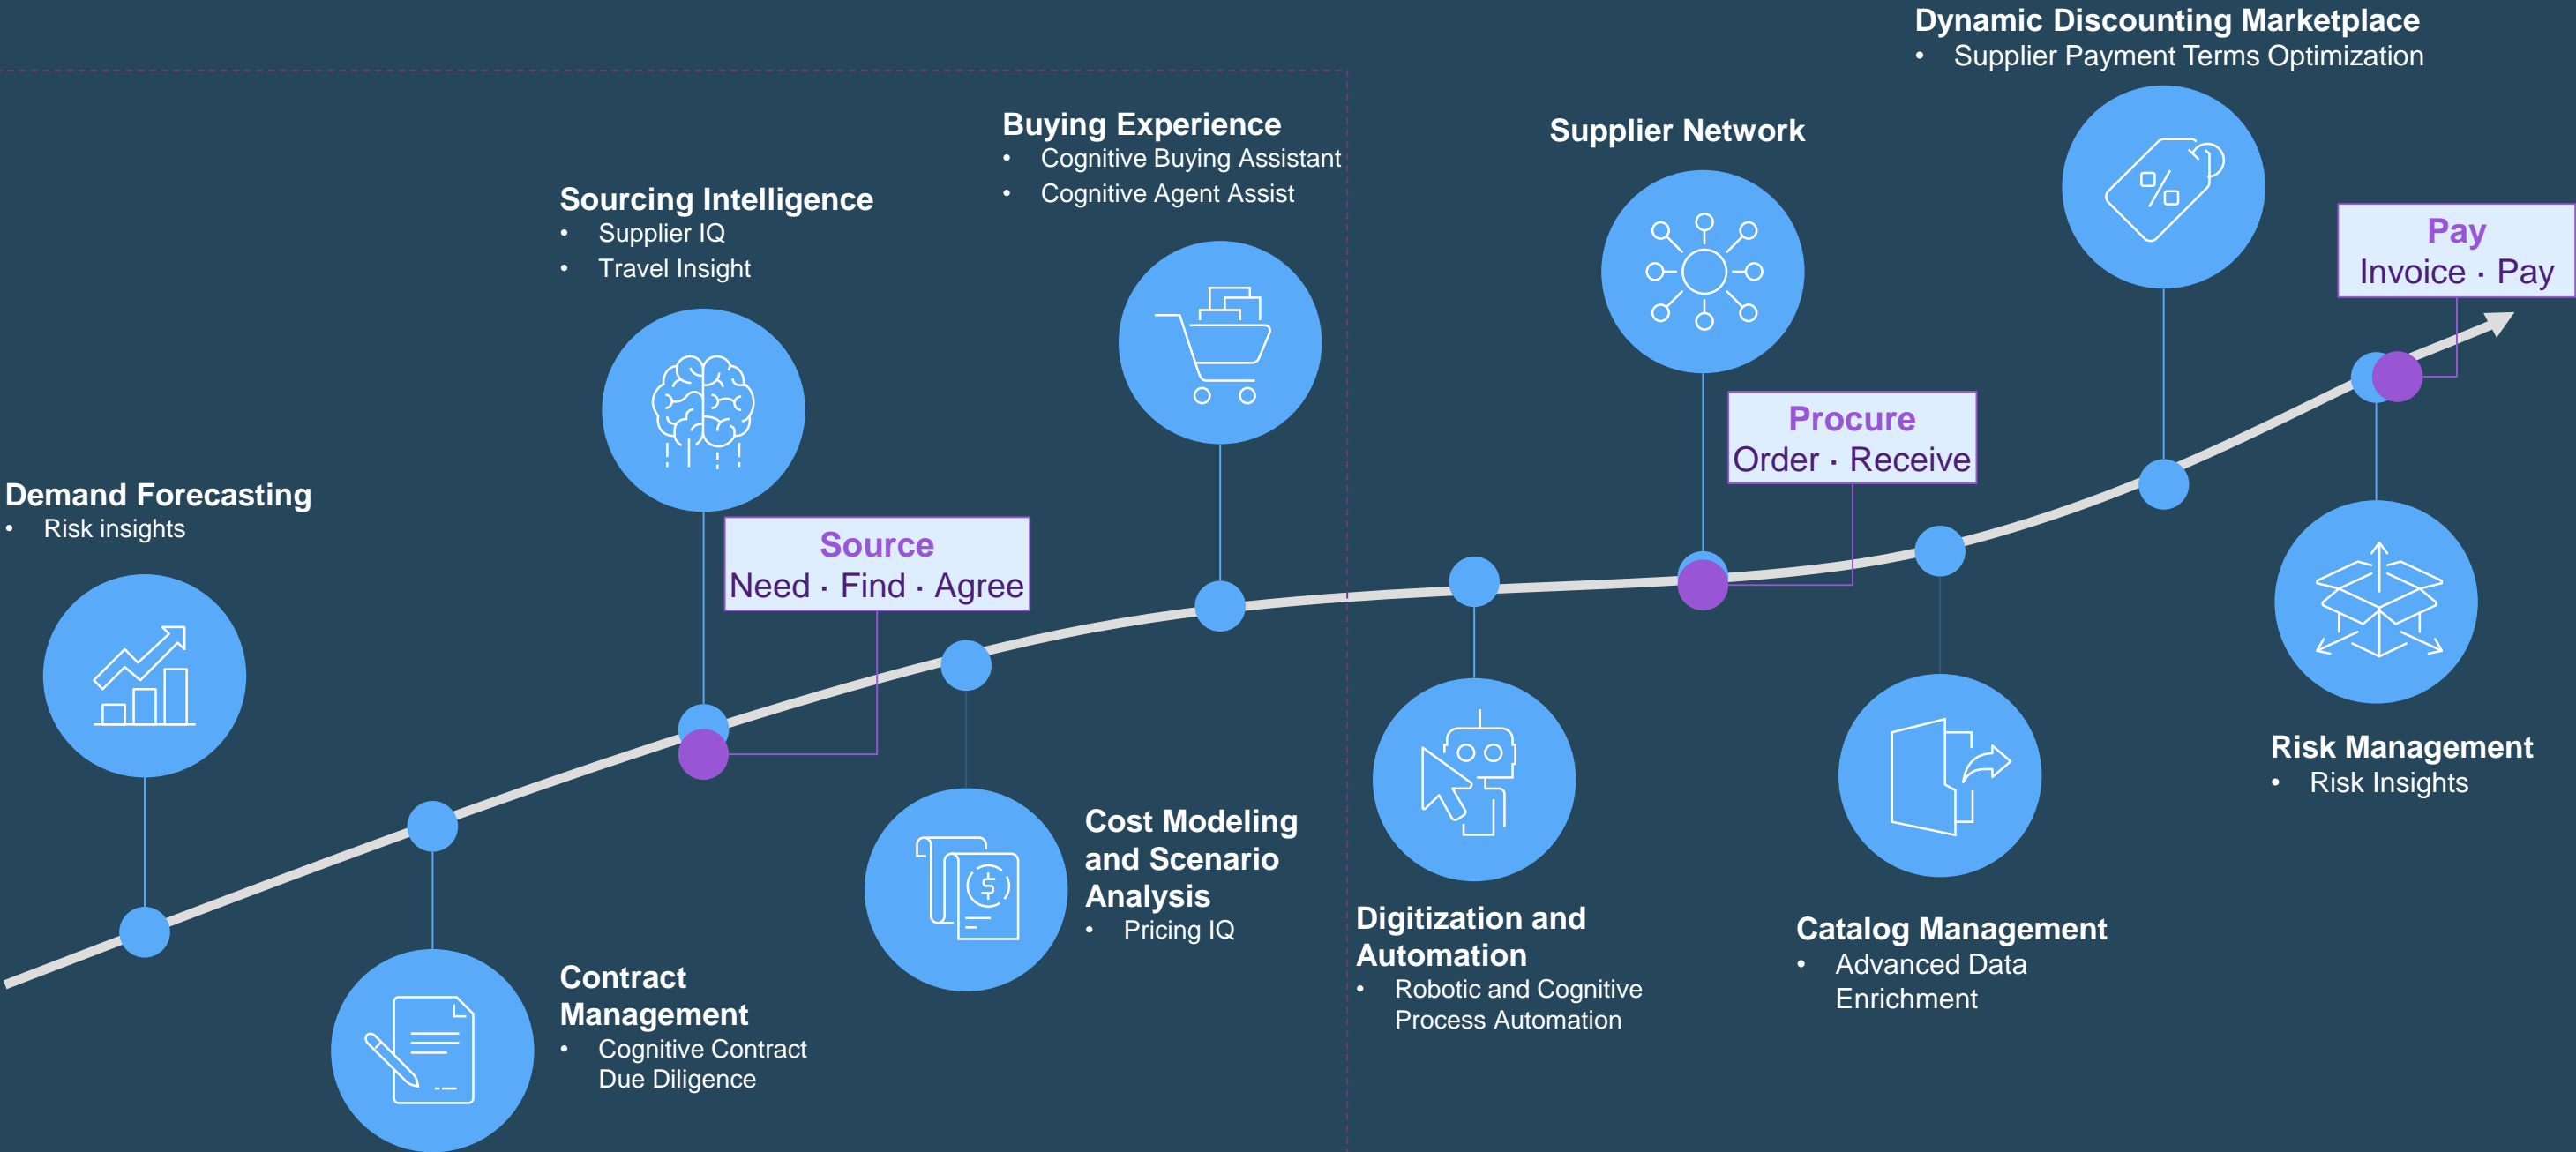 Dynamic Discounting Marketplace
• Supplier Payment Terms Optimization
Buying Experience
• Cognitive Buying Assistant
• Cognitive Agent Assist
Supplier Network
Sourcing Intelligence
• Supplier IQ
• Travel Insight
Pay
Invoice · Pay
Procure
Order · Receive
Demand Forecasting
• Risk insights
Source
Need · Find · Agree
Risk Management
• Risk Insights
Cost Modeling
and Scenario
Analysis
• Pricing IQ
Digitization and
Automation
• Robotic and Cognitive
Process Automation
Catalog Management
• Advanced Data
Enrichment
Contract
Management
• Cognitive Contract
Due Diligence